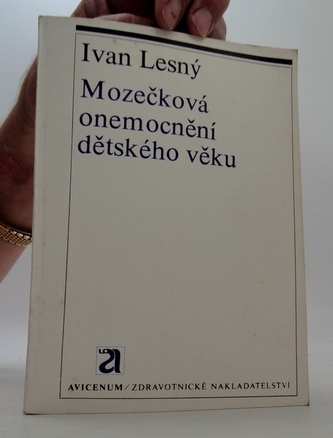 Ivan Lesný
Mozečková
onemocnění
dětského věku
a
AVICENUM/ZDRAVOTNICKÉ NAKLADATELSTVÍ